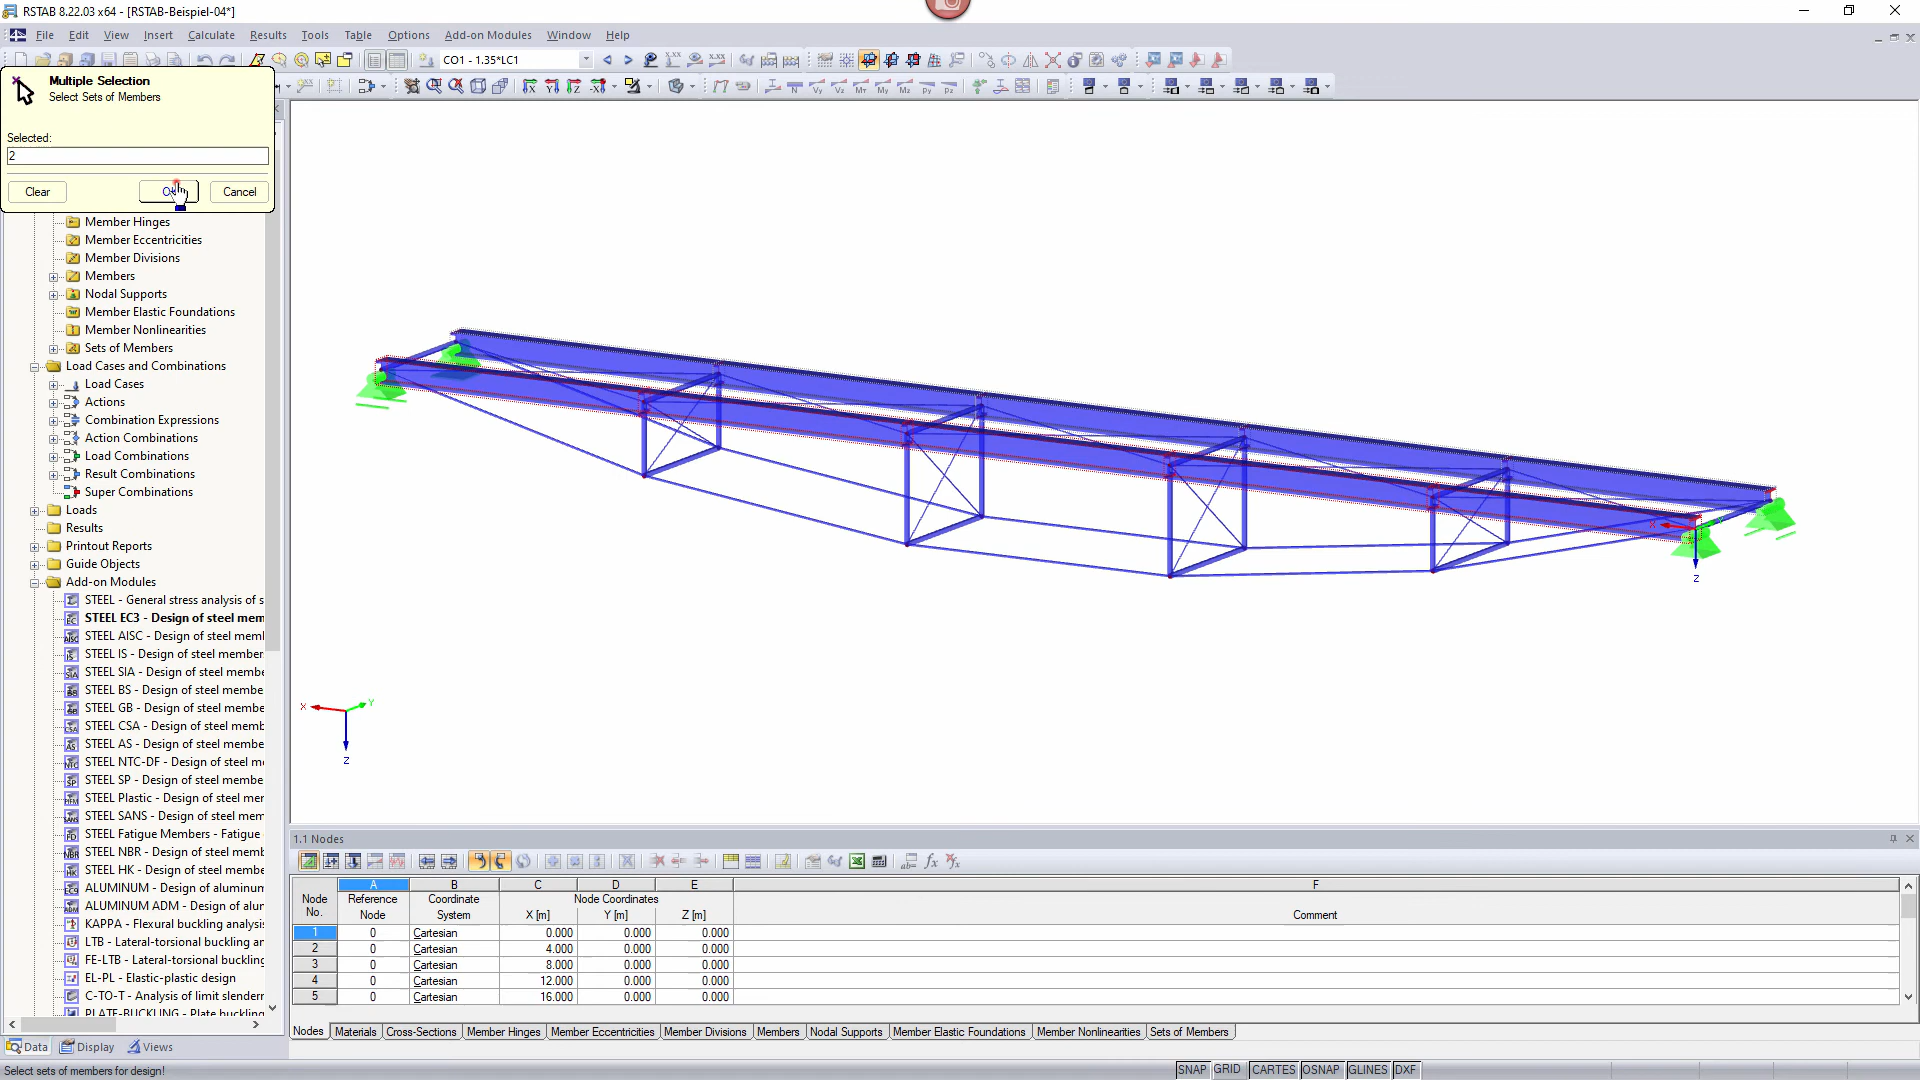 RSTAB 8.22.03 x64 - [RSTAB-Beispiel-04*]
File Edit View Insert Calculate Results Tools Table Options Add-on Modules Window Help
CO1 - 1.35*LC1
Multiple Selection
Select Sets of Members
Selected:
2
Clear
Cancel
Member Hinges
Member Eccentricities
Member Divisions
Members
Nodal Supports
Member Elastic Foundations
Member Nonlinearities
Sets of Members
Load Cases and Combinations
Load Cases
Actions
Combination Expressions
Action Combinations
Load Combinations
Result Combinations
Super Combinations
Loads
Results
Printout Reports
Guide Objects
Add-on Modules
STEEL - General stress analysis of s
STEEL EC3 - Design of steel mem
STEEL AISC - Design of steel meml
STEEL IS - Design of steel member
STEEL SIA - Design of steel membe
STEEL BS - Design of steel membe
STEEL GB - Design of steel membe
STEEL CSA - Design of steel membe
STEEL AS - Design of steel membe
STEEL NTC-DF - Design of steel me
STEEL SP - Design of steel membe
STEEL Plastic - Design of steel mer
STEEL SANS - Design of steel mem
STEEL Fatigue Members - Fatigue
STEEL NBR - Design of steel memb
STEEL HK - Design of steel membe
ALUMINUM - Design of aluminum
ALUMINUM ADM - Design of alur
KAPPA - Flexural buckling analysis
LTB - Lateral-torsional buckling ar
FE-LTB - Lateral-torsional buckling
EL-PL - Elastic-plastic design
C-TO-T - Analysis of limit slenderr
PLATE-BUCKLING - Plate buckling
Data Display Views
X
Z
X
Y
Z
1.1 Nodes
A B C D E F
Node No. Reference Node Coordinate System Node Coordinates
X [m] Y [m] Z [m] Comment
1 0 Cartesian 0.000 0.000 0.000
2 0 Cartesian 4.000 0.000 0.000
3 0 Cartesian 8.000 0.000 0.000
4 0 Cartesian 12.000 0.000 0.000
5 0 Cartesian 16.000 0.000 0.000
Nodes Materials Cross-Sections Member Hinges Member Eccentricities Member Divisions Members Nodal Supports Member Elastic Foundations Member Nonlinearities Sets of Members
Select sets of members for design!
SNAP GRID CARTES OSNAP GLINES DXF